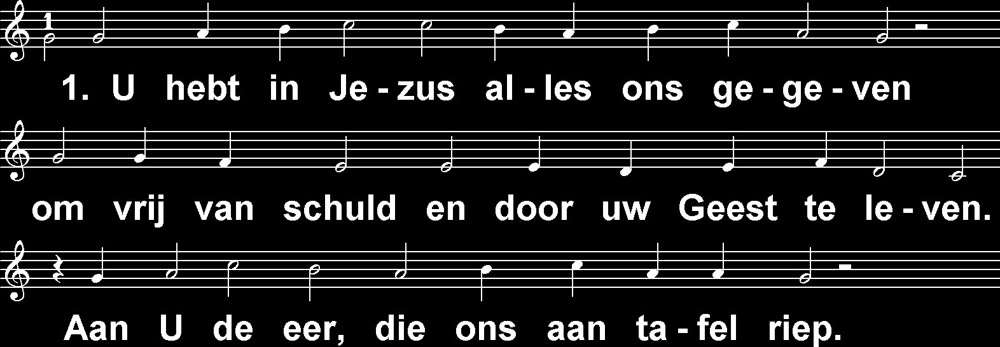 1. U hebt in Je - zus al - les ons ge - ge - ven
om vrij van schuld en door uw Geest te le - ven.
Aan U de eer, die ons aan ta - fel riep.